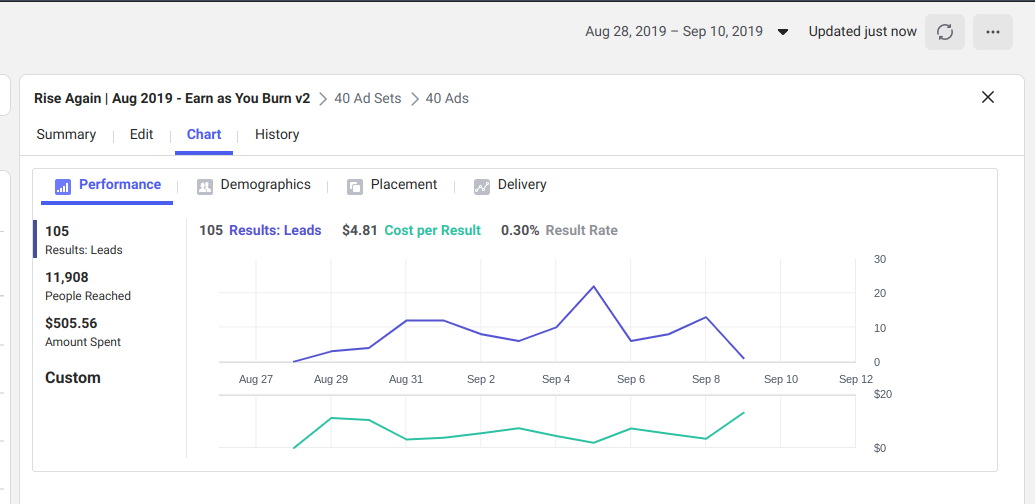 Aug 28, 2019 – Sep 10, 2019 Updated just now
Rise Again | Aug 2019 - Earn as You Burn v2 40 Ad Sets 40 Ads
Summary Edit Chart History
Performance Demographics Placement Delivery
105
Results: Leads
11,908
People Reached
$505.56
Amount Spent
Custom
105 Results: Leads $4.81 Cost per Result 0.30% Result Rate
30
20
10
0
Aug 27 Aug 29 Aug 31 Sep 2 Sep 4 Sep 6 Sep 8 Sep 10 Sep 12
$20
$0